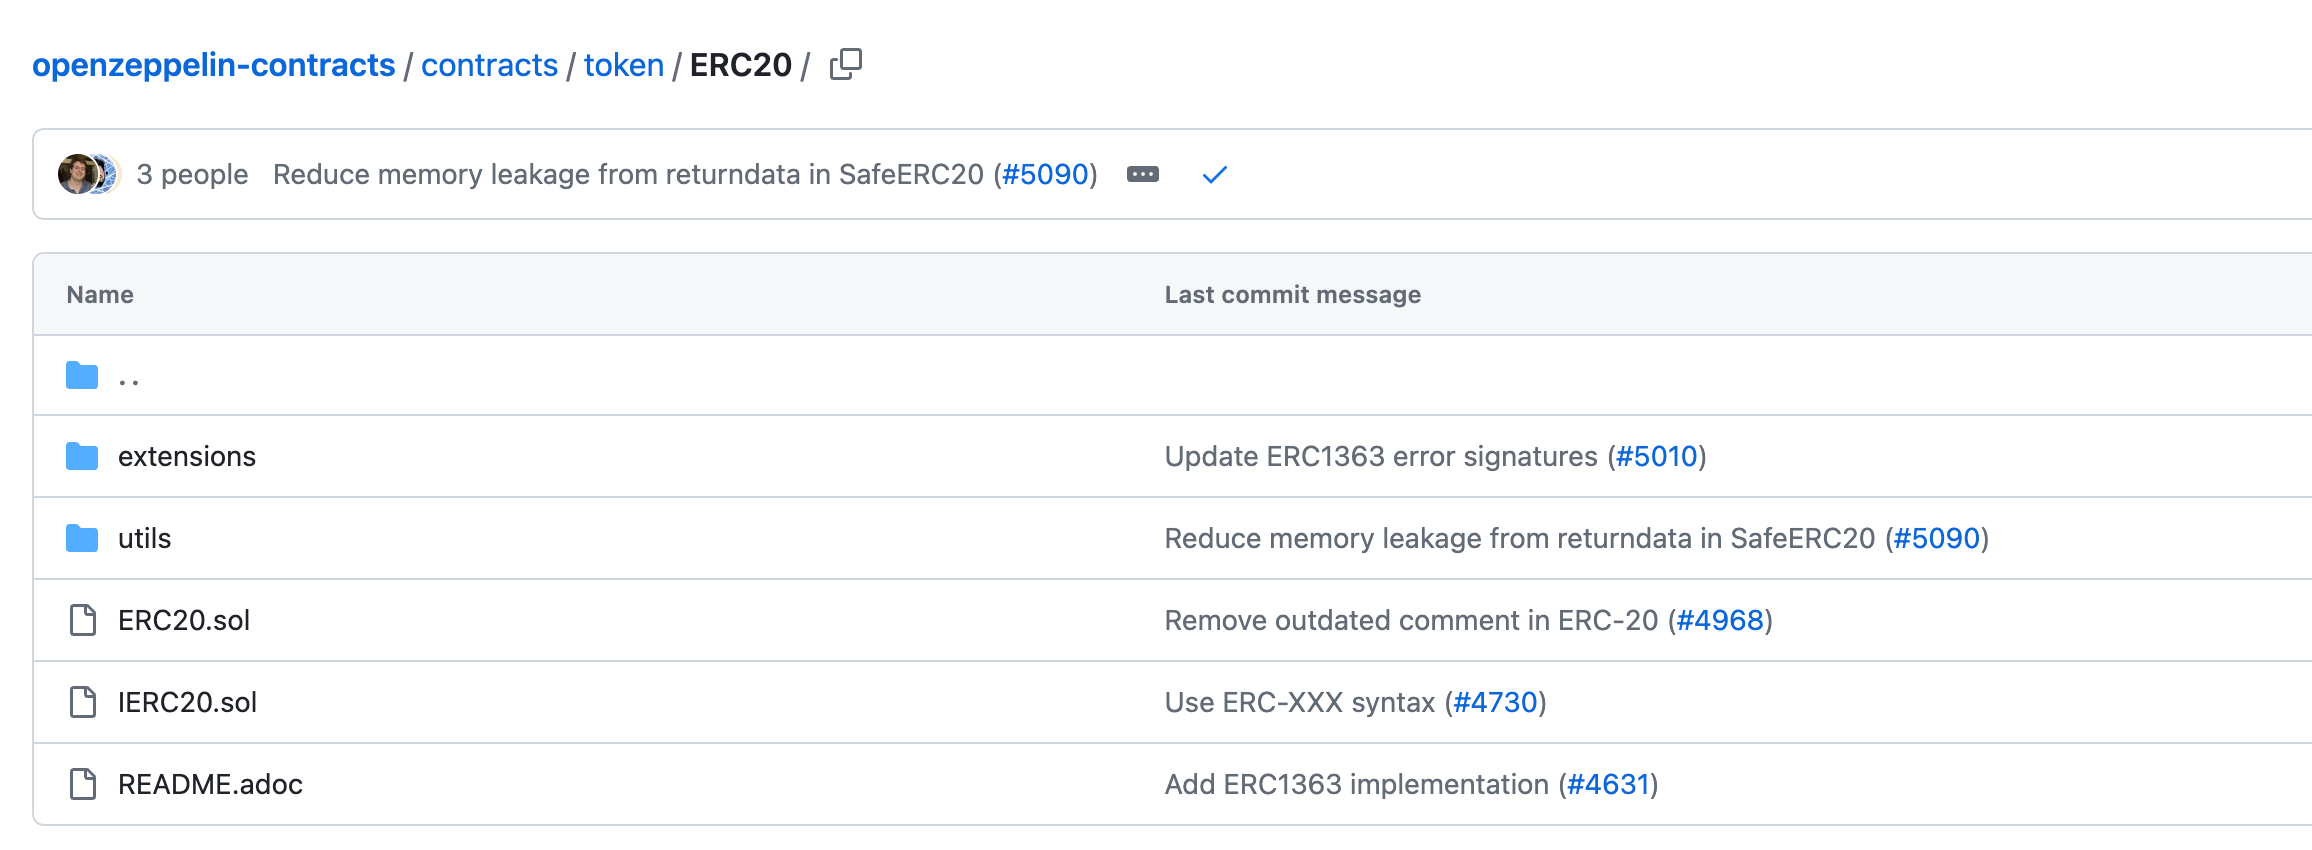 openzeppelin-contracts / contracts / token / ERC20 /
3 people Reduce memory leakage from returndata in SafeERC20 (#5090)
Name Last commit message
..
extensions Update ERC1363 error signatures (#5010)
utils Reduce memory leakage from returndata in SafeERC20 (#5090)
ERC20.sol Remove outdated comment in ERC-20 (#4968)
IERC20.sol Use ERC-XXX syntax (#4730)
README.adoc Add ERC1363 implementation (#4631)